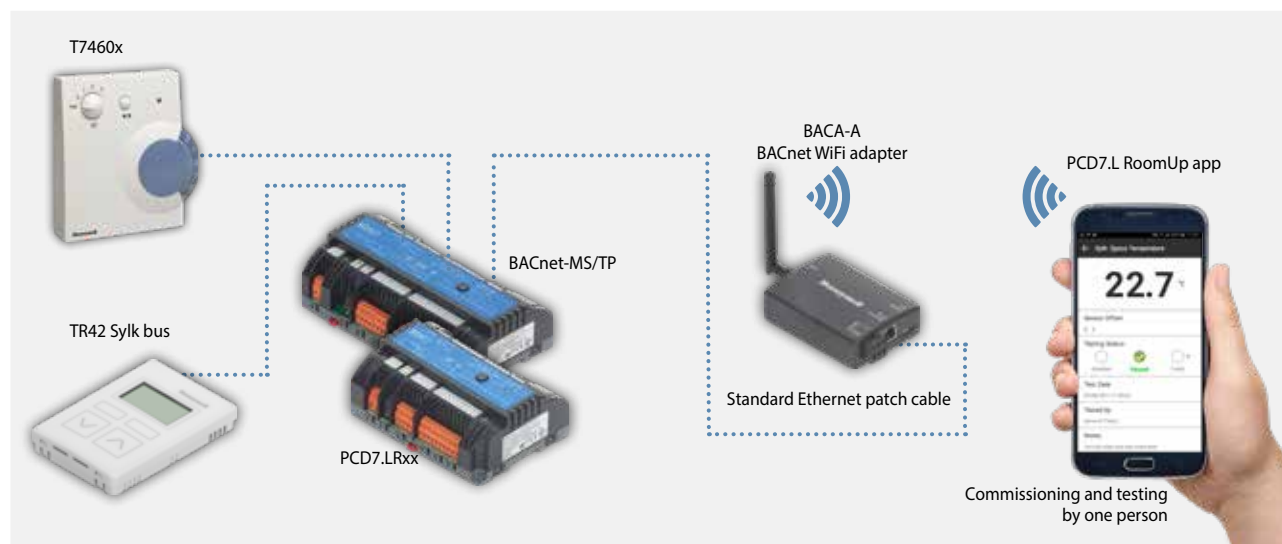 T7460x
BACA-A
BACnet WiFi adapter
PCD7.L RoomUp app
BACnet-MS/TP
TR42 Sylk bus
Standard Ethernet patch cable
PCD7.LRxx
22.7
Commissioning and testing
by one person